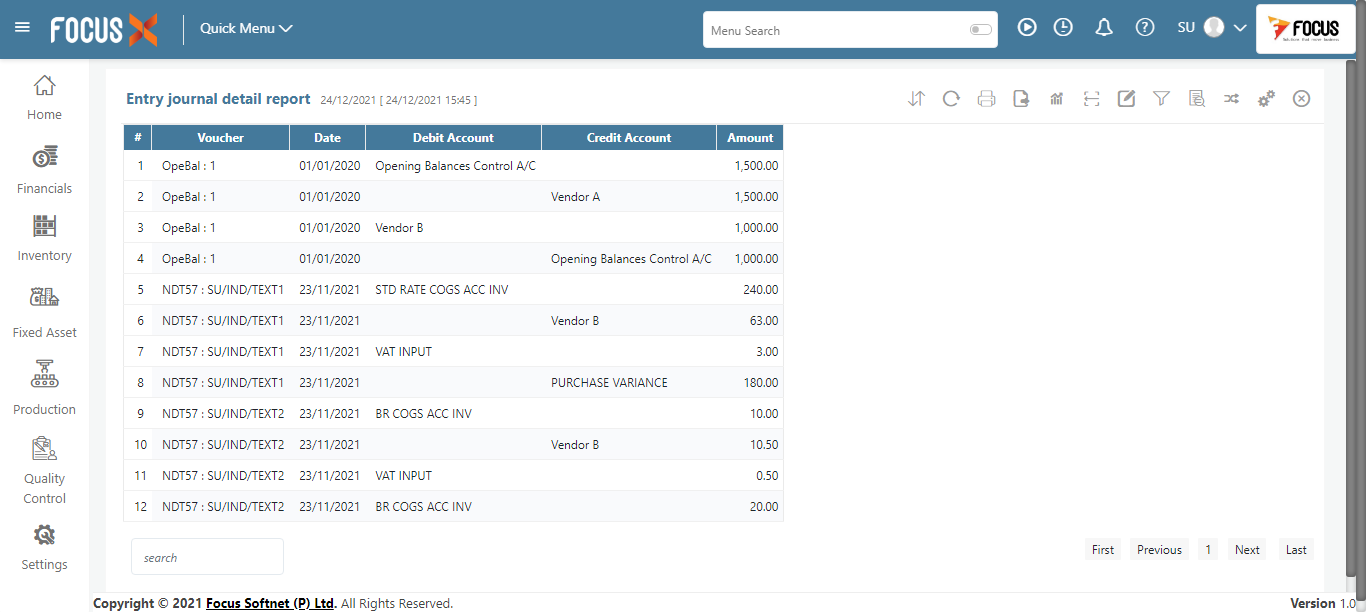 FOCUS X Quick Menu Menu Search SU FOCUS
Entry journal detail report 24/12/2021 [ 24/12/2021 15:45 ]
Home
Financials
Inventory
Fixed Asset
Production
Quality
Control
Settings
# Voucher Date Debit Account Credit Account Amount
1 OpeBal : 1 01/01/2020 Opening Balances Control A/C 1,500.00
2 OpeBal : 1 01/01/2020 Vendor A 1,500.00
3 OpeBal : 1 01/01/2020 Vendor B 1,000.00
4 OpeBal : 1 01/01/2020 Opening Balances Control A/C 1,000.00
5 NDT57 : SU/IND/TEXT1 23/11/2021 STD RATE COGS ACC INV 240.00
6 NDT57 : SU/IND/TEXT1 23/11/2021 Vendor B 63.00
7 NDT57 : SU/IND/TEXT1 23/11/2021 VAT INPUT 3.00
8 NDT57 : SU/IND/TEXT1 23/11/2021 PURCHASE VARIANCE 180.00
9 NDT57 : SU/IND/TEXT2 23/11/2021 BR COGS ACC INV 10.00
10 NDT57 : SU/IND/TEXT2 23/11/2021 Vendor B 10.50
11 NDT57 : SU/IND/TEXT2 23/11/2021 VAT INPUT 0.50
12 NDT57 : SU/IND/TEXT2 23/11/2021 BR COGS ACC INV 20.00
search
First Previous 1 Next Last
Copyright © 2021 Focus Softnet (P) Ltd. All Rights Reserved. Version 1.0